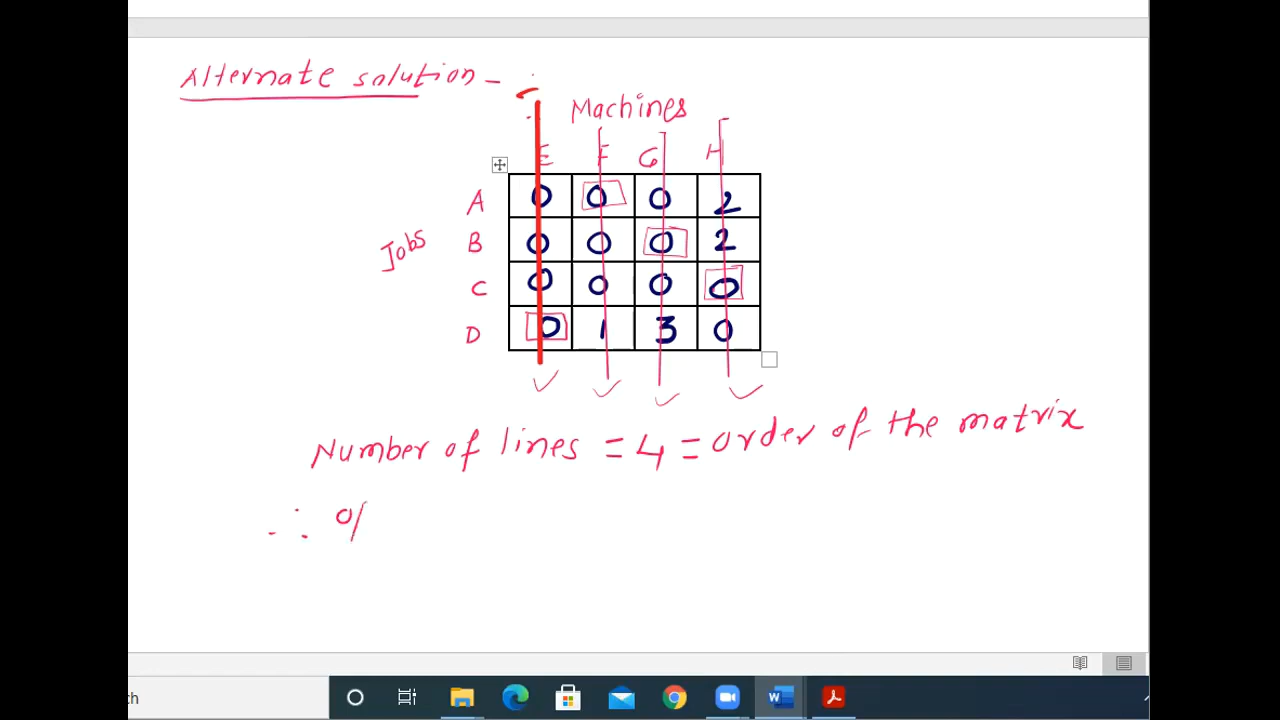 Alternate solution -
Machines
E F G H
A 0 0 0 2
Jobs
B 0 0 0 2
C 0 0 0 0
D 0 1 3 0
Number of lines = 4 = order of the matrix
∴ o
ch